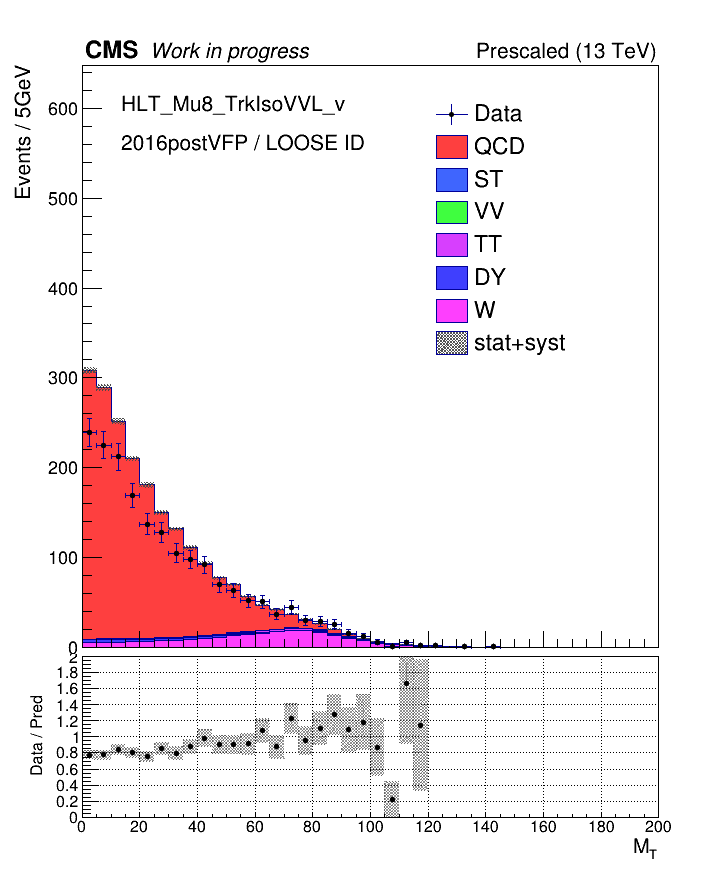 CMS Work in progress Prescaled (13 TeV)
Events / 5GeV
HLT_Mu8_TrkIsoVVL_v
2016postVFP / LOOSE ID
Data
QCD
ST
VV
TT
DY
W
stat+syst
600
500
400
300
200
100
0
Data / Pred
2
1.8
1.6
1.4
1.2
1
0.8
0.6
0.4
0.2
0
0 20 40 60 80 100 120 140 160 180 200
M_T